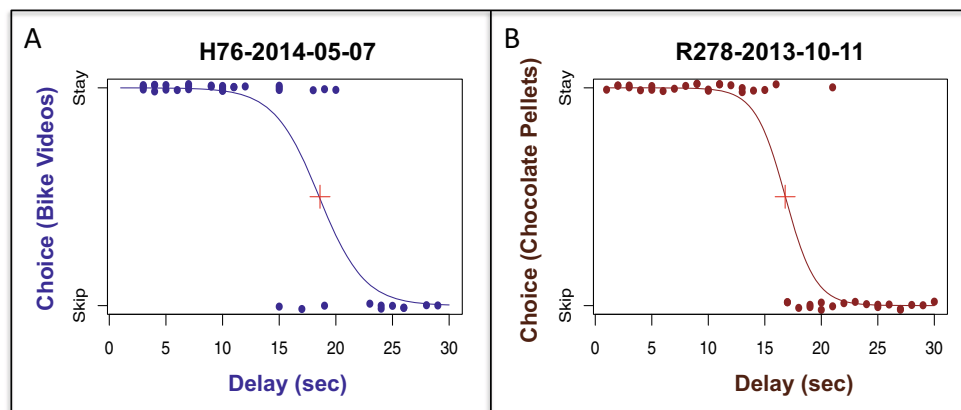 A
H76-2014-05-07
Choice (Bike Videos)
Stay
Skip
0 5 10 15 20 25 30
Delay (sec)
B
R278-2013-10-11
Choice (Chocolate Pellets)
Stay
Skip
0 5 10 15 20 25 30
Delay (sec)